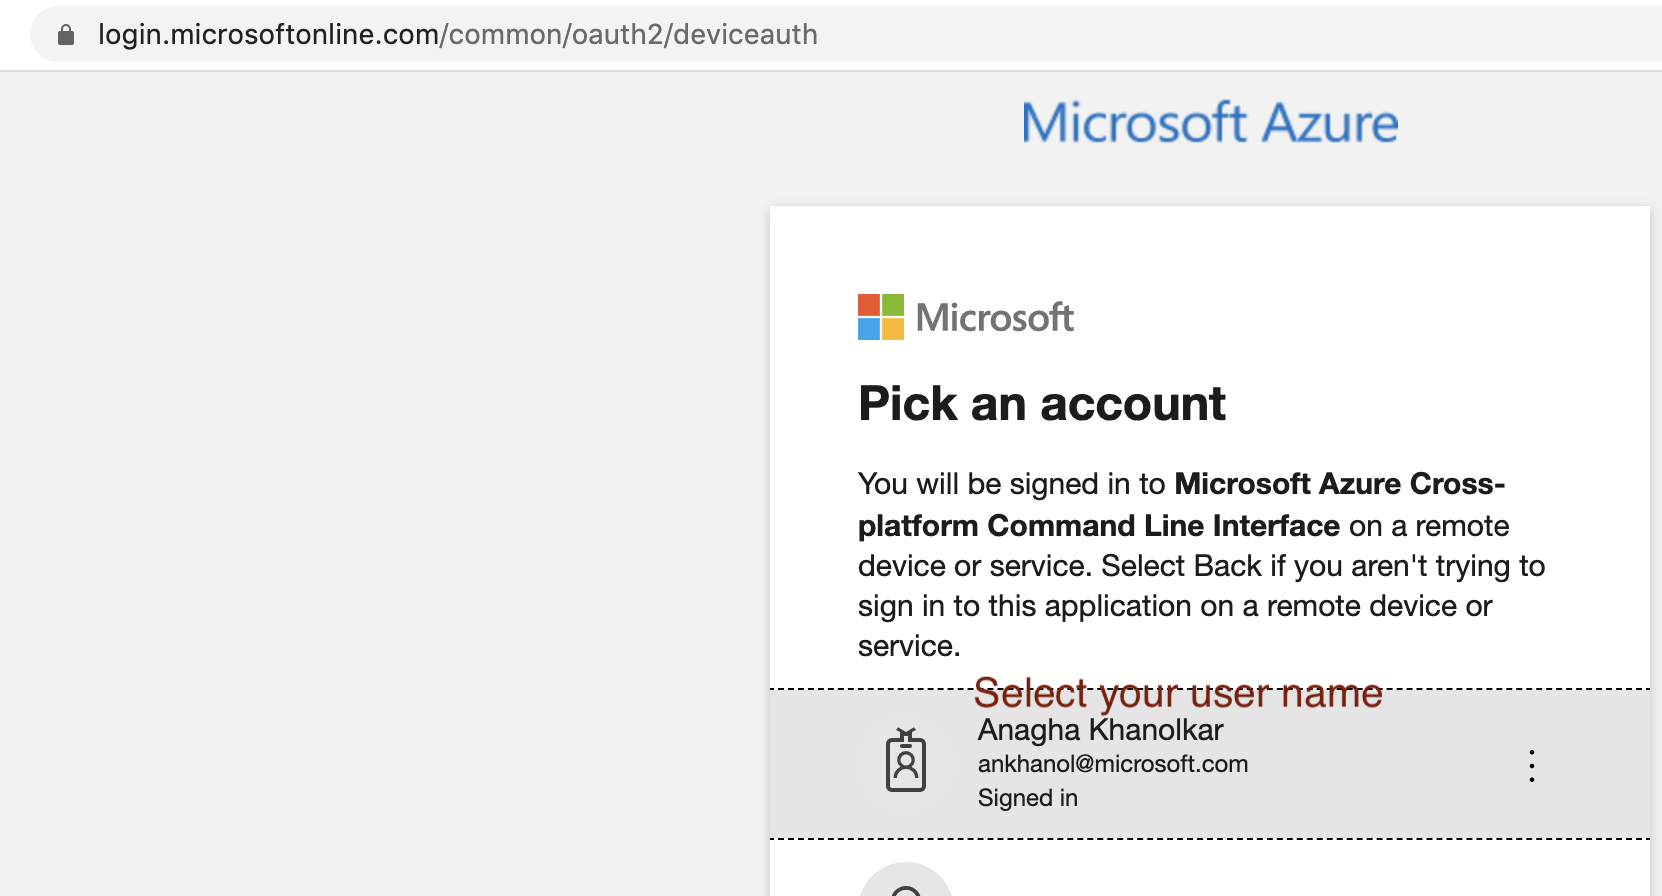 login.microsoftonline.com/common/oauth2/deviceauth
Microsoft Azure
Microsoft
Pick an account
You will be signed in to Microsoft Azure Cross-
platform Command Line Interface on a remote
device or service. Select Back if you aren't trying to
sign in to this application on a remote device or
service.
Select your user name
Anagha Khanolkar
ankhanol@microsoft.com
Signed in